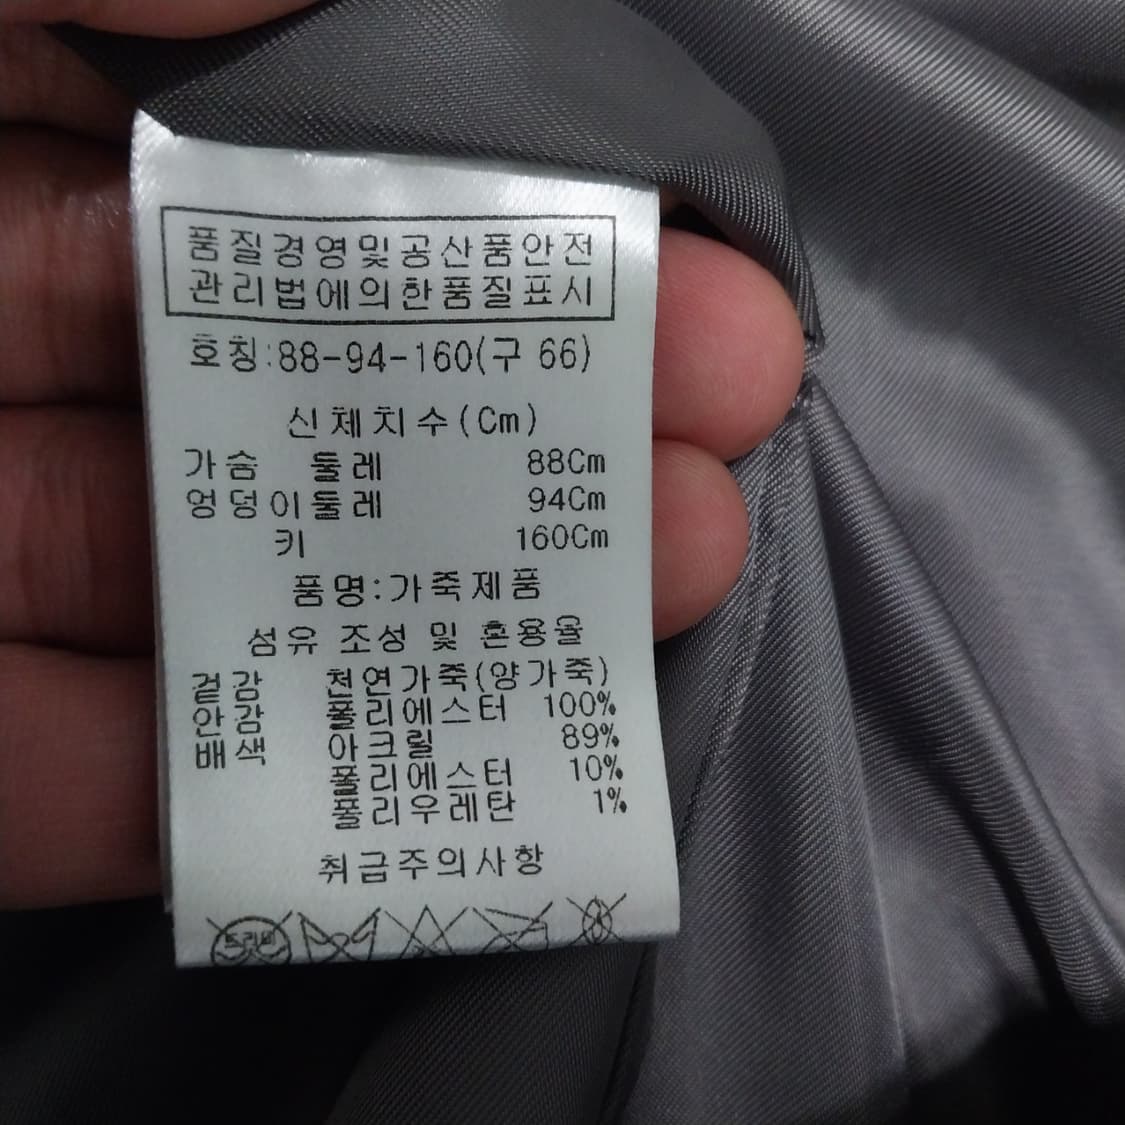 품질경영및공산품안전
관리법에의한품질표시
호칭:88-94-160(구 66)
신체치수(Cm)
가슴 둘레 88Cm
엉덩이둘레 94Cm
키 160Cm
품명:가죽제품
섬유 조성 및 혼용율
겉감 천연가죽(양가죽)
안감 폴리에스터 100%
배색 아크릴 89%
폴리에스터 10%
폴리우레탄 1%
취급주의사항
드라이